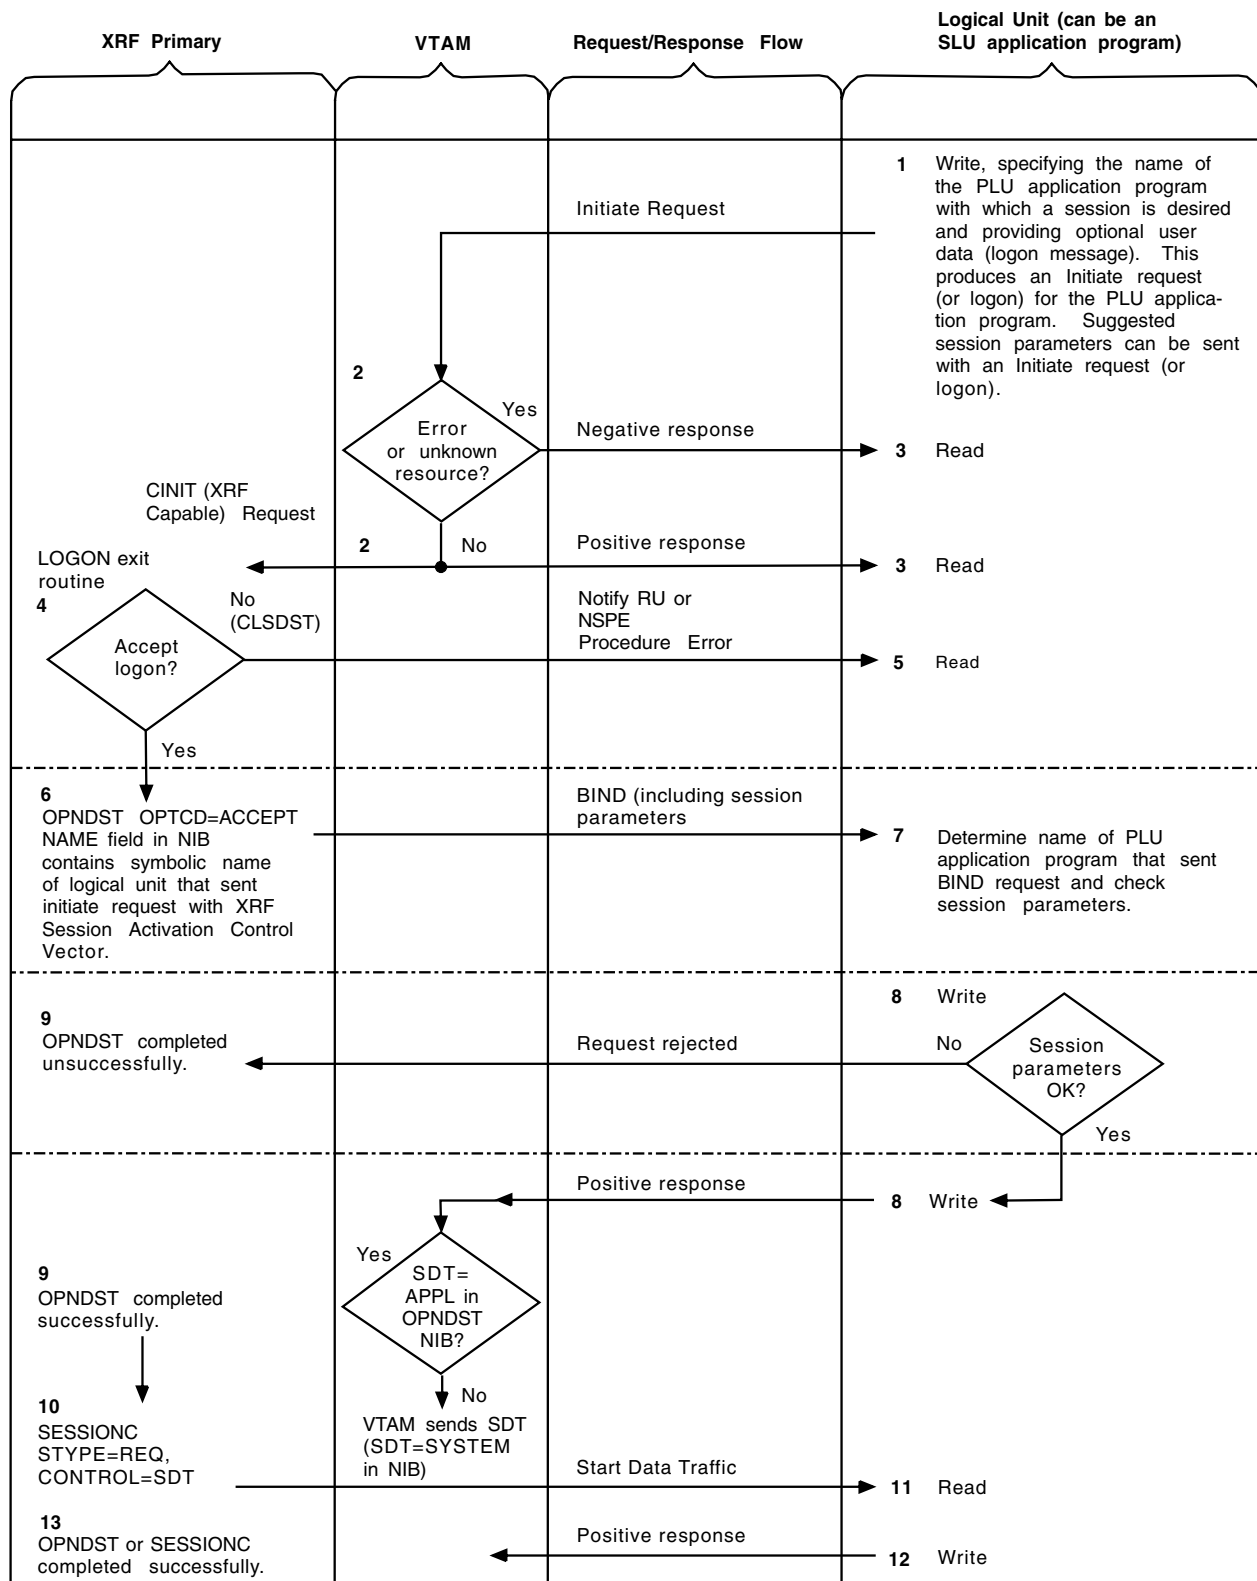 XRF Primary
VTAM
Request/Response Flow
Logical Unit (can be an
SLU application program)
1
Write, specifying the name of
the PLU application program
with which a session is desired
and providing optional user
data (logon message). This
produces an Initiate request
(or logon) for the PLU applica-
tion program. Suggested
session parameters can be sent
with an Initiate request (or
logon).
Initiate Request
2
Error
or unknown
resource?
Yes
Negative response
3 Read
CINIT (XRF
Capable) Request
2
No
Positive response
3 Read
LOGON exit
routine
4
Accept
logon?
No
(CLSDST)
Notify RU or
NSPE
Procedure Error
5 Read
Yes
6
OPNDST OPTCD=ACCEPT
NAME field in NIB
contains symbolic name
of logical unit that sent
initiate request with XRF
Session Activation Control
Vector.
BIND (including session
parameters
7
Determine name of PLU
application program that sent
BIND request and check
session parameters.
8 Write
9
OPNDST completed
unsuccessfully.
Request rejected
No
Session
parameters
OK?
Yes
Positive response
8 Write
Yes
SDT=
APPL in
OPNDST
NIB?
9
OPNDST completed
successfully.
No
10
SESSIONC
STYPE=REQ,
CONTROL=SDT
VTAM sends SDT
(SDT=SYSTEM
in NIB)
Start Data Traffic
11 Read
13
OPNDST or SESSIONC
completed successfully.
Positive response
12 Write